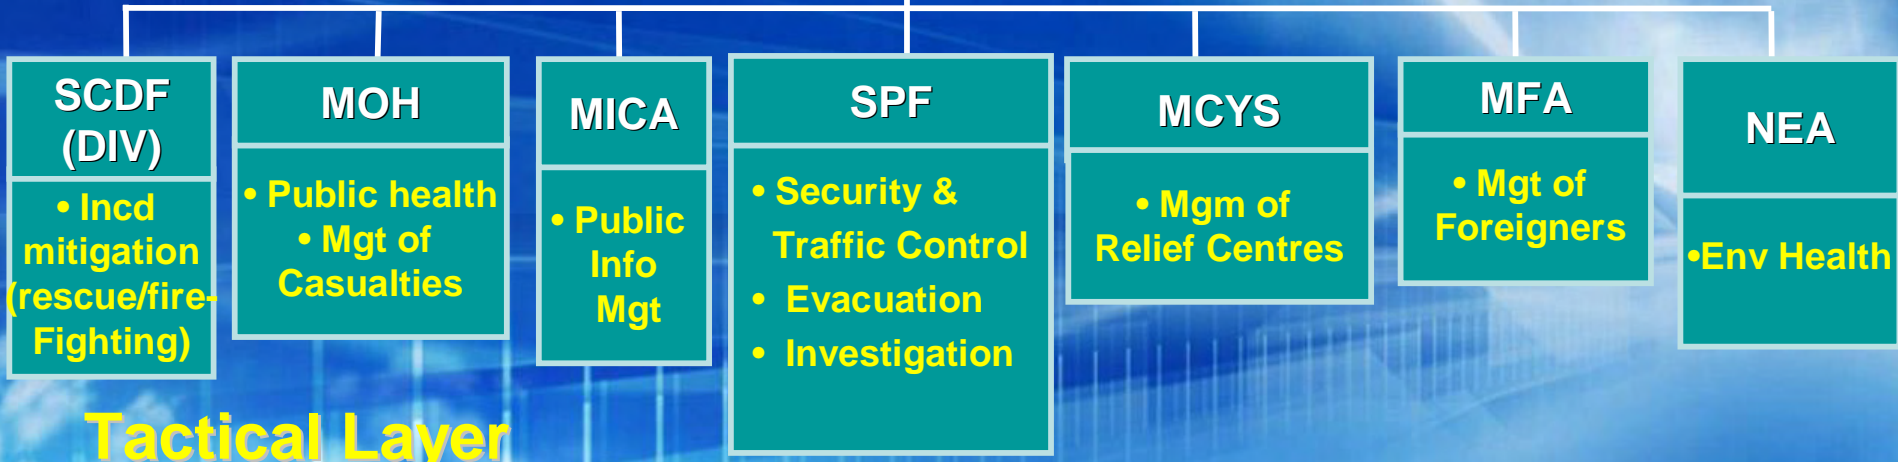 SCDF
(DIV)
• Incd
mitigation
(rescue/fire-
Fighting)
MOH
• Public health
• Mgt of
Casualties
MICA
• Public
Info
Mgt
SPF
• Security &
Traffic Control
• Evacuation
• Investigation
MCYS
• Mgm of
Relief Centres
MFA
• Mgt of
Foreigners
NEA
•Env Health
Tactical Layer